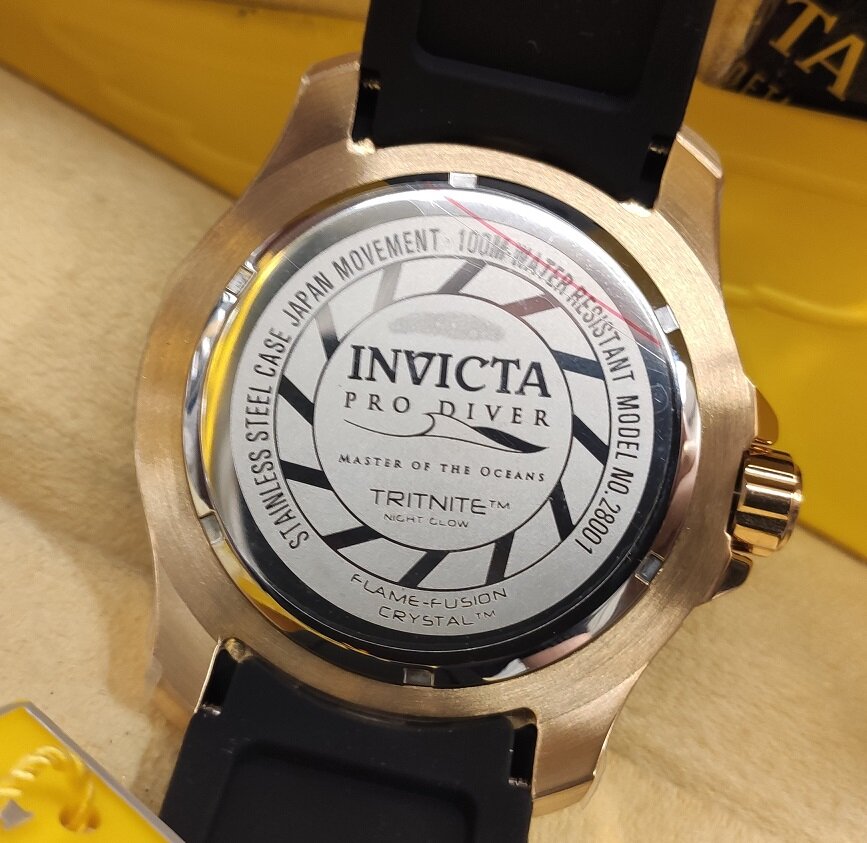 STAINLESS STEEL CASE JAPAN MOVEMENT 100M-WATER RESISTANT MODEL NO. 28001
INVICTA
PRO DIVER
MASTER OF THE OCEANS
TRITNITE™
NIGHT GLOW
FLAME-FUSION
CRYSTAL™
TA